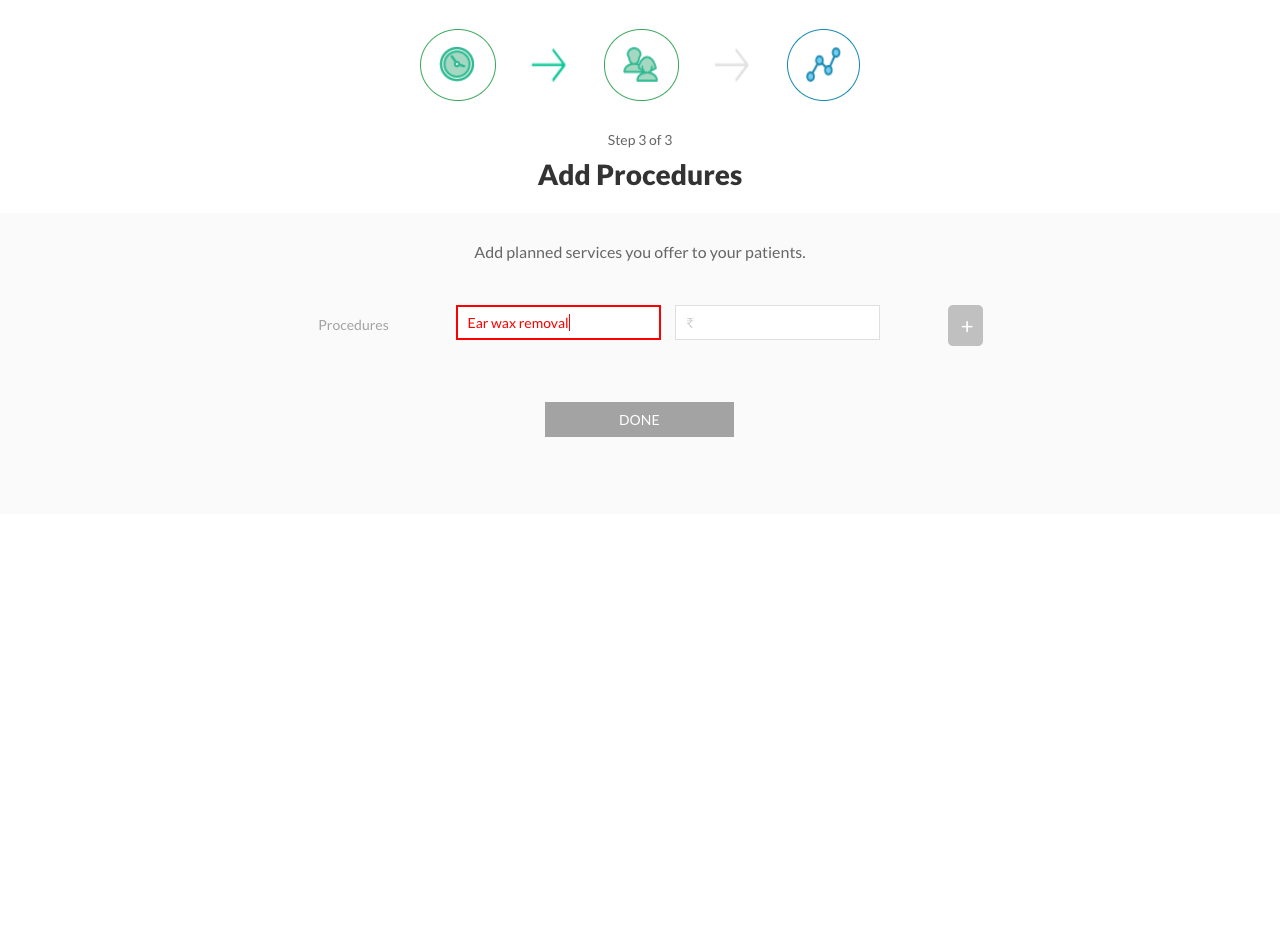 Step 3 of 3
Add Procedures
Add planned services you offer to your patients.
Procedures
Ear wax removal
₹
+
DONE